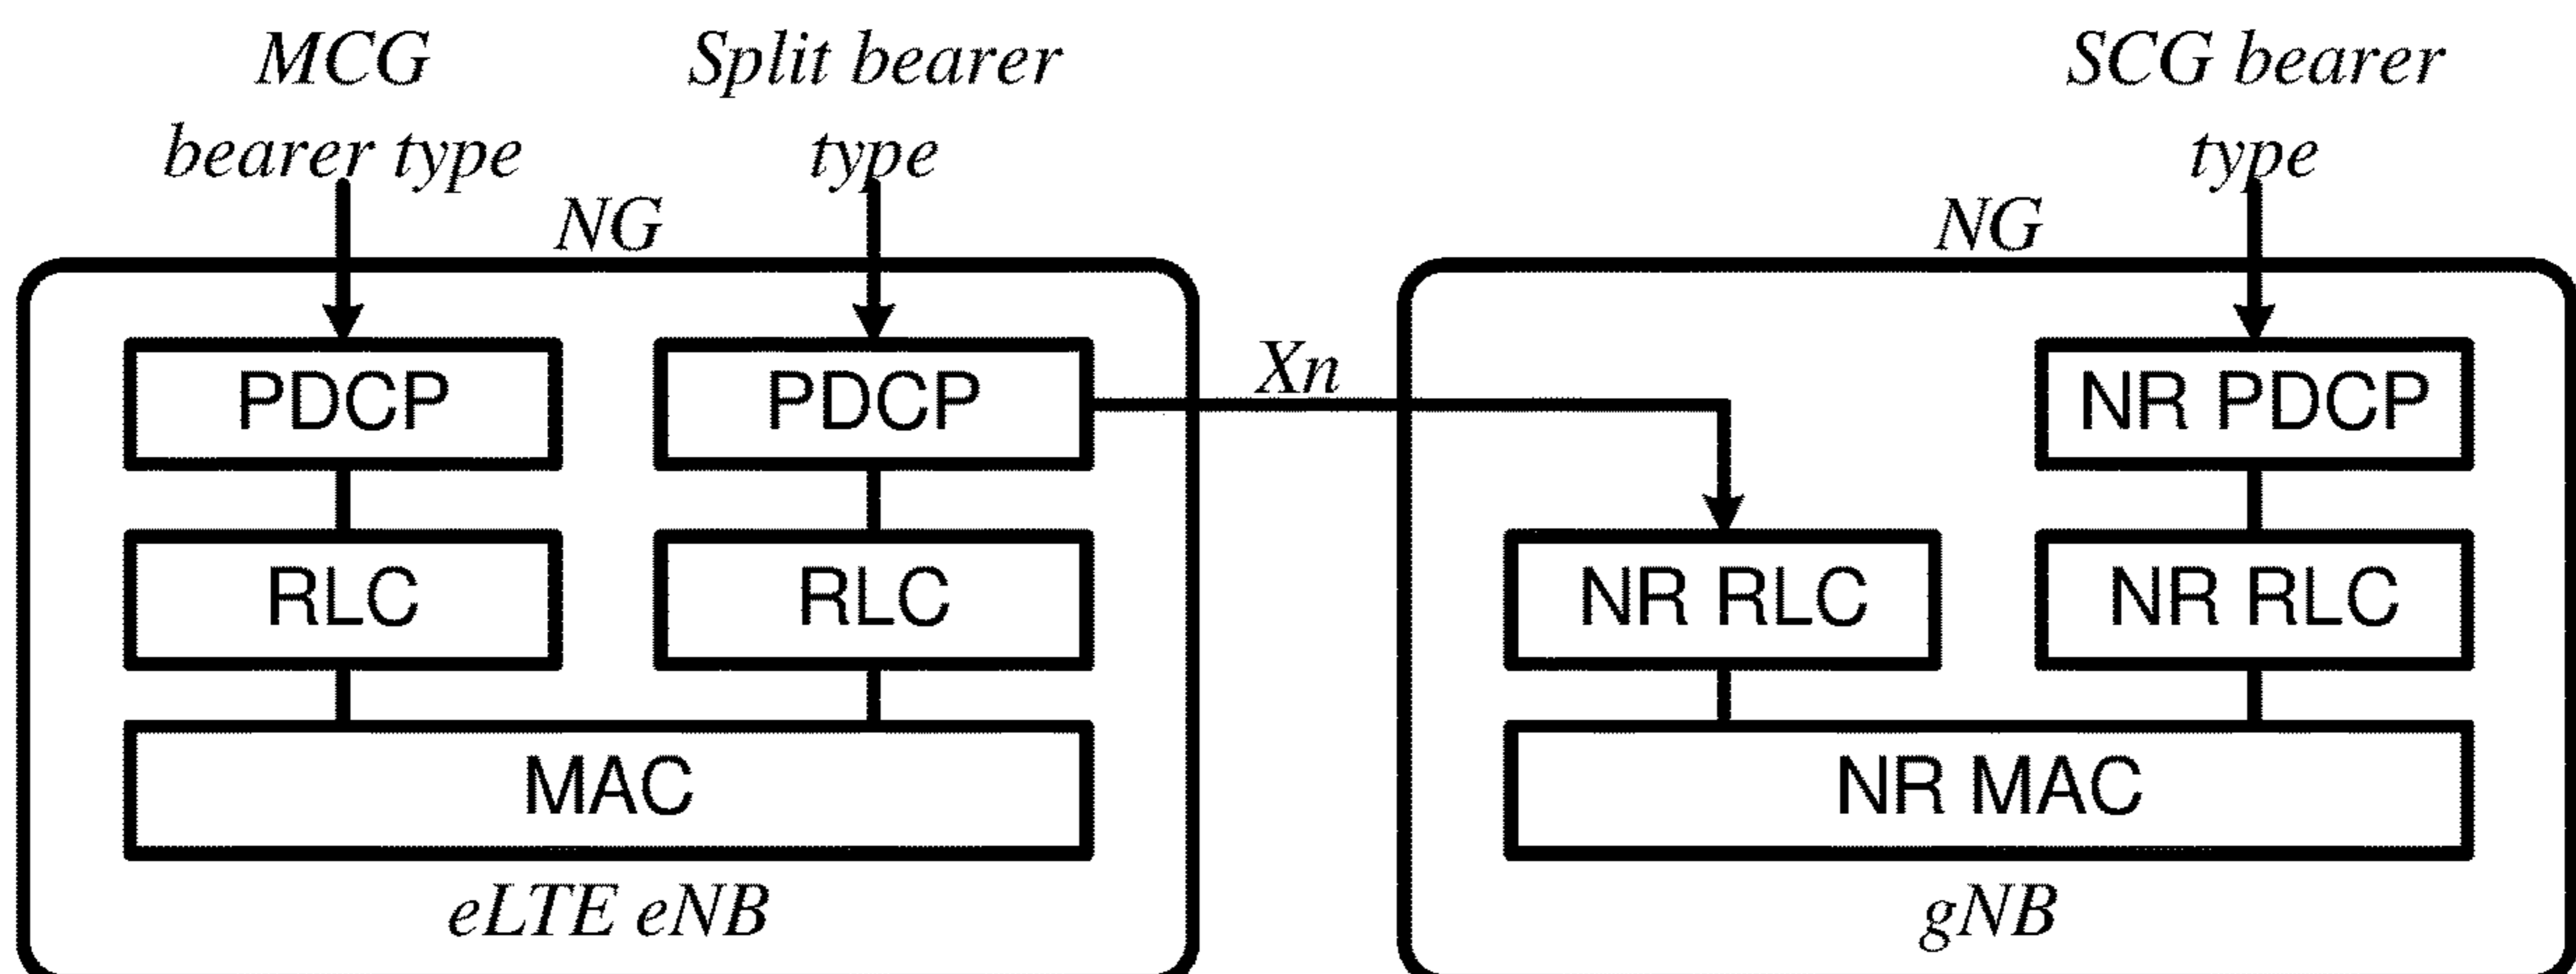 MCG
bearer type
Split bearer
type
SCG bearer
type
NG
NG
Xn
PDCP
PDCP
NR PDCP
RLC
RLC
NR RLC
NR RLC
MAC
NR MAC
eLTE eNB
gNB